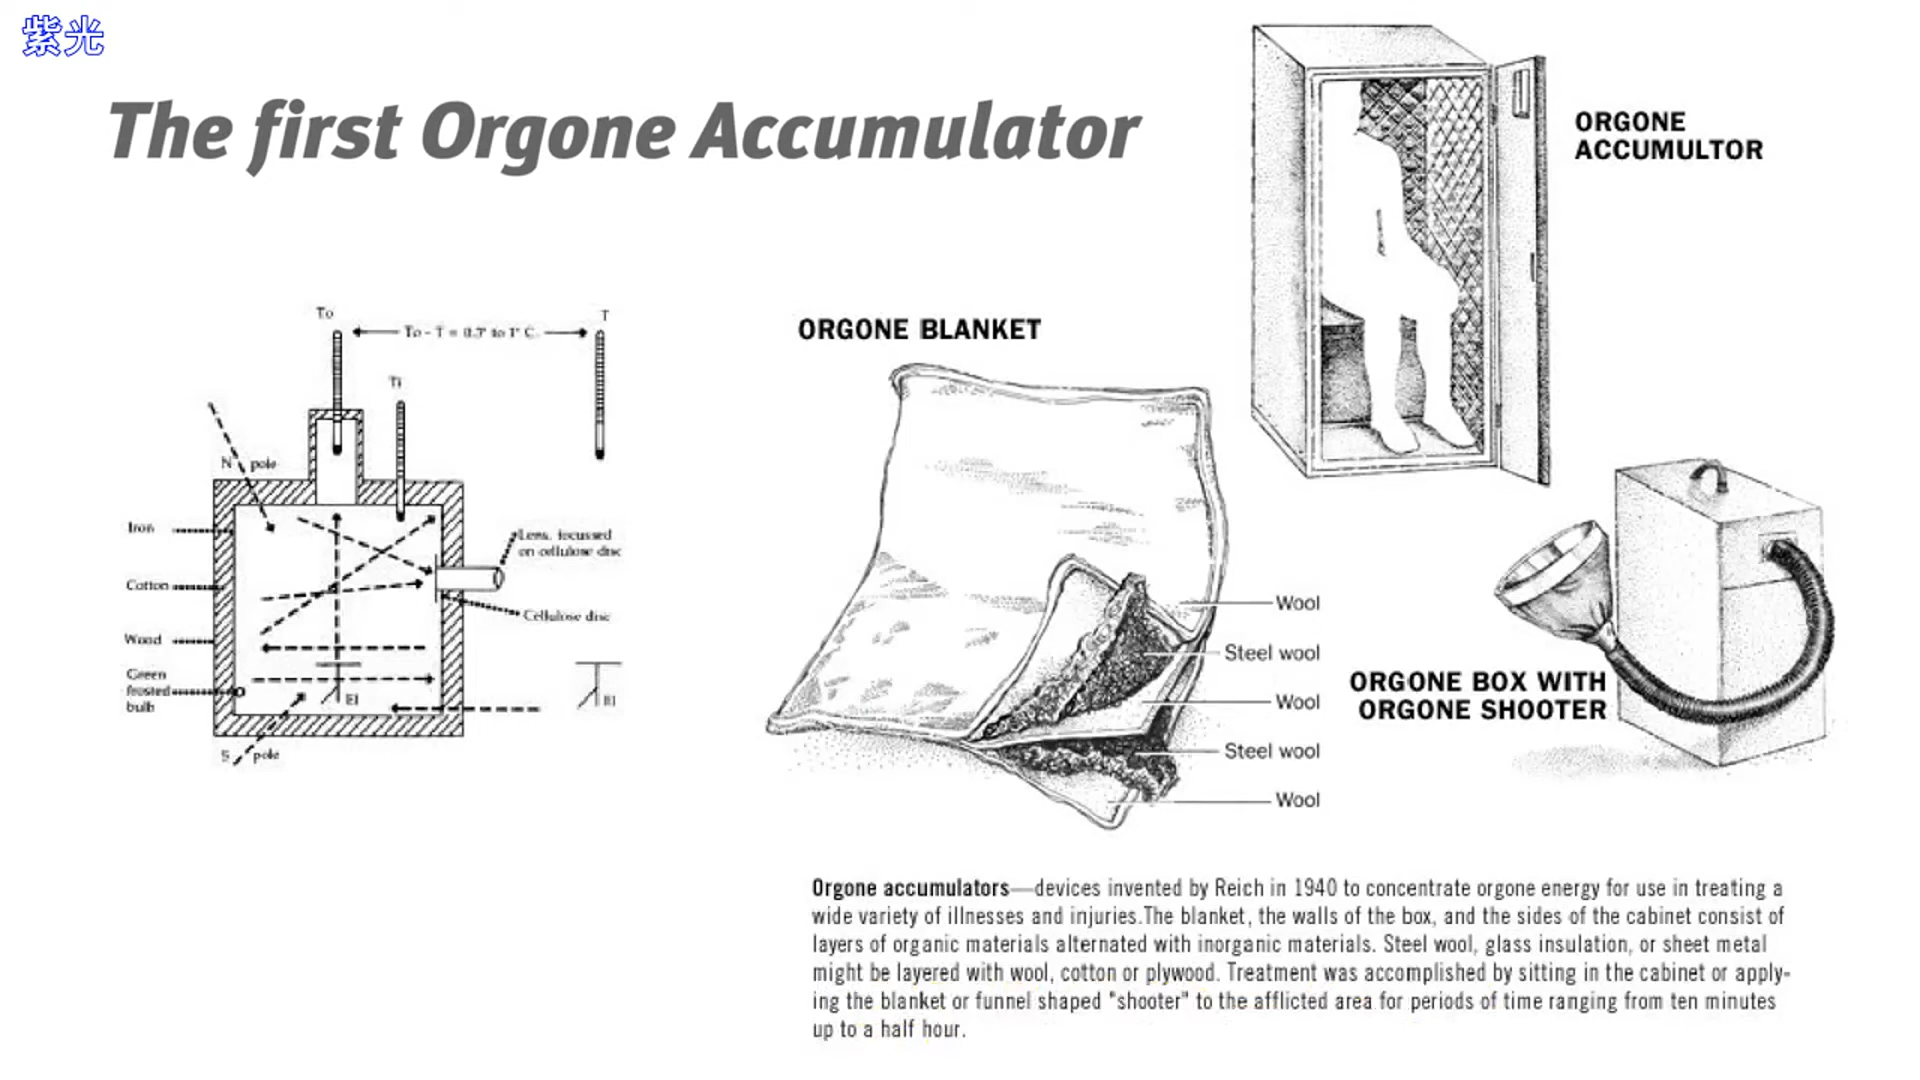 紫光
The first Orgone Accumulator
ORGONE
ACCUMULTOR
To
T
To - T = 0.3° to 1° C.
Ti
N pole
Iron
Lens, focussed
on cellulose disc
Cotton
Cellulose disc
Wood
Green
frosted
bulb
El
El
S pole
ORGONE BLANKET
Wool
Steel wool
Wool
Steel wool
Wool
ORGONE BOX WITH
ORGONE SHOOTER
Orgone accumulators—devices invented by Reich in 1940 to concentrate orgone energy for use in treating a
wide variety of illnesses and injuries.The blanket, the walls of the box, and the sides of the cabinet consist of
layers of organic materials alternated with inorganic materials. Steel wool, glass insulation, or sheet metal
might be layered with wool, cotton or plywood. Treatment was accomplished by sitting in the cabinet or apply-
ing the blanket or funnel shaped "shooter" to the afflicted area for periods of time ranging from ten minutes
up to a half hour.